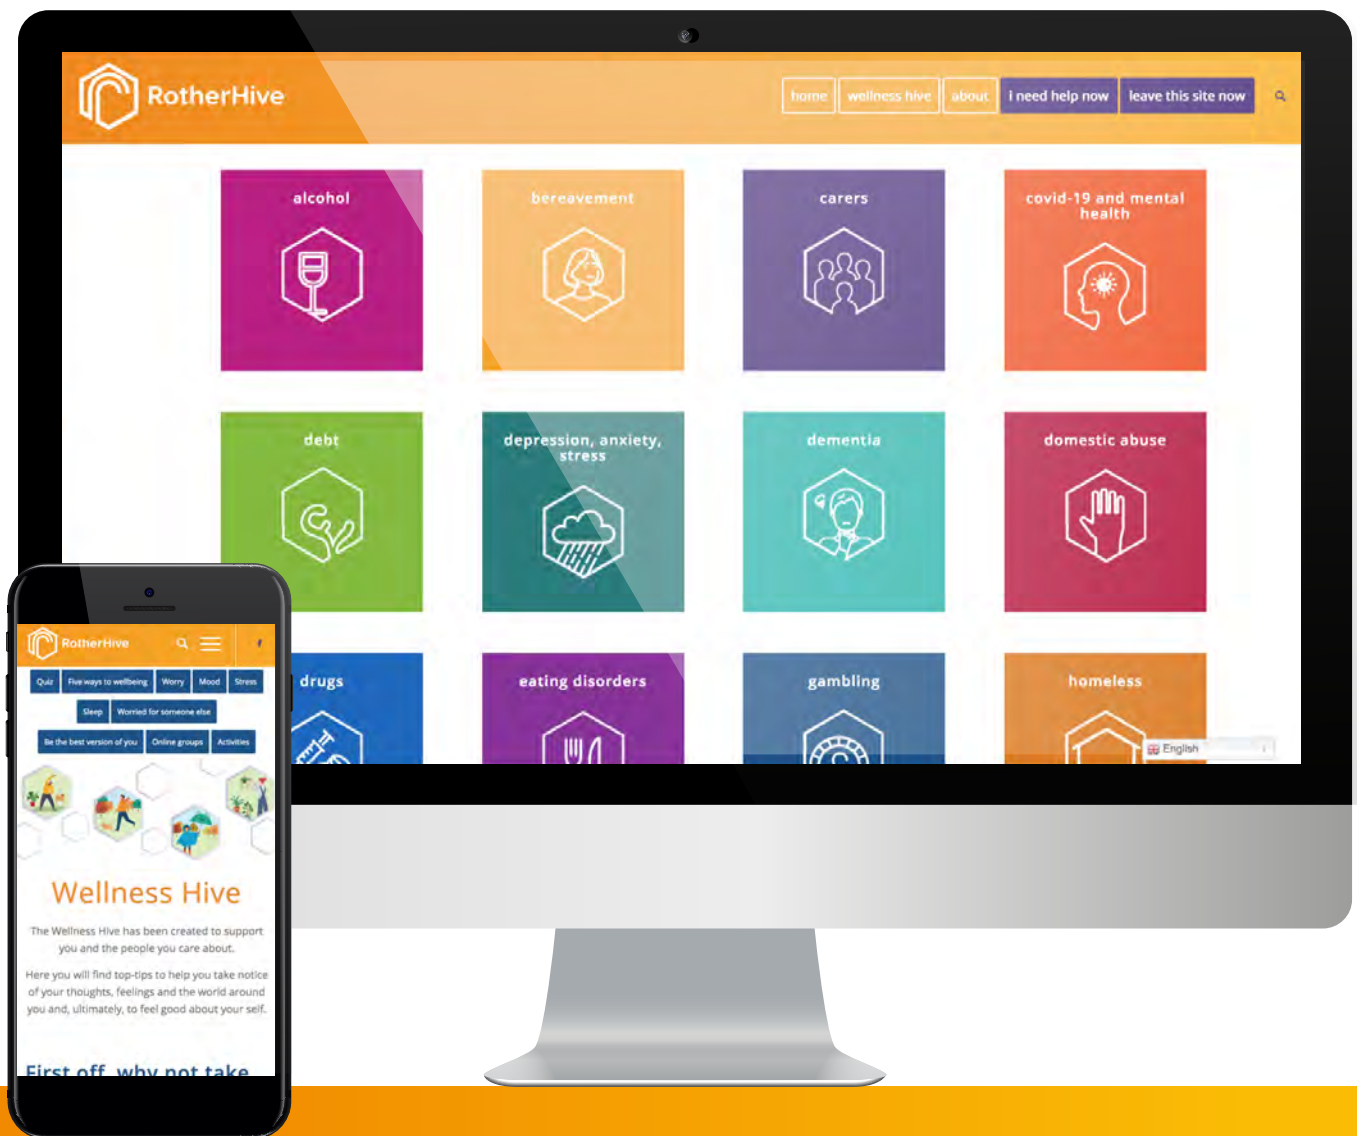 RotherHive
home
wellness hive
about
i need help now
leave this site now
alcohol
bereavement
carers
covid-19 and mental
health
debt
depression, anxiety,
stress
dementia
domestic abuse
drugs
eating disorders
gambling
homeless
English
RotherHive
Quiz
Five ways to wellbeing
Worry
Mood
Stress
Sleep
Worried for someone else
Be the best version of you
Online groups
Activities
Wellness Hive
The Wellness Hive has been created to support
you and the people you care about.
Here you will find top-tips to help you take notice
of your thoughts, feelings and the world around
you and, ultimately, to feel good about your self.
First off, why not take